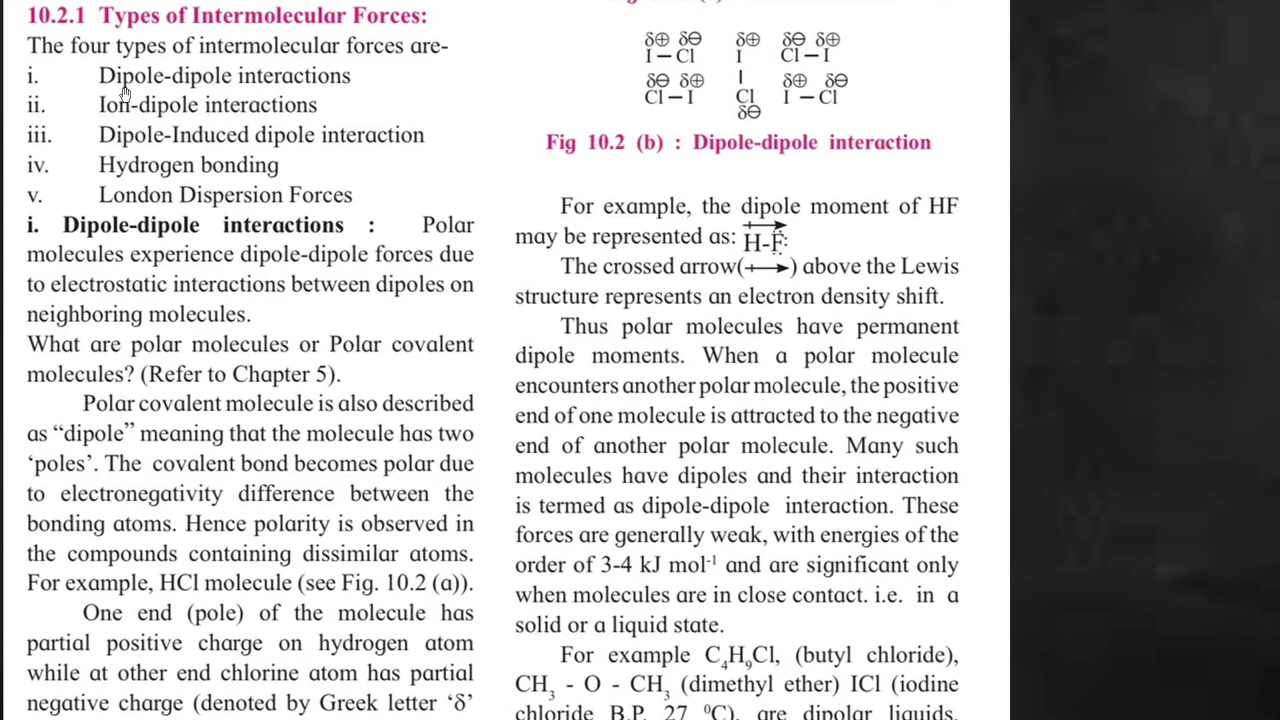 10.2.1 Types of Intermolecular Forces:
The four types of intermolecular forces are-
i. Dipole-dipole interactions
ii. Ion-dipole interactions
iii. Dipole-Induced dipole interaction
iv. Hydrogen bonding
v. London Dispersion Forces
i. Dipole-dipole interactions : Polar
molecules experience dipole-dipole forces due
to electrostatic interactions between dipoles on
neighboring molecules.
What are polar molecules or Polar covalent
molecules? (Refer to Chapter 5).
Polar covalent molecule is also described
as “dipole” meaning that the molecule has two
‘poles’. The covalent bond becomes polar due
to electronegativity difference between the
bonding atoms. Hence polarity is observed in
the compounds containing dissimilar atoms.
For example, HCl molecule (see Fig. 10.2 (a)).
One end (pole) of the molecule has
partial positive charge on hydrogen atom
while at other end chlorine atom has partial
negative charge (denoted by Greek letter ‘δ’
δ⊕ δ⊖ δ⊕ δ⊖ δ⊕
I – Cl I Cl – I
δ⊖ δ⊕ | δ⊕ δ⊖
Cl – I Cl I – Cl
δ⊖
Fig 10.2 (b) : Dipole-dipole interaction
For example, the dipole moment of HF
may be represented as: H-F:
The crossed arrow(+→) above the Lewis
structure represents an electron density shift.
Thus polar molecules have permanent
dipole moments. When a polar molecule
encounters another polar molecule, the positive
end of one molecule is attracted to the negative
end of another polar molecule. Many such
molecules have dipoles and their interaction
is termed as dipole-dipole interaction. These
forces are generally weak, with energies of the
order of 3-4 kJ mol⁻¹ and are significant only
when molecules are in close contact. i.e. in a
solid or a liquid state.
For example C₄H₉Cl, (butyl chloride),
CH₃ - O - CH₃ (dimethyl ether) ICl (iodine
chloride B.P. 27 ⁰C), are dipolar liquids.